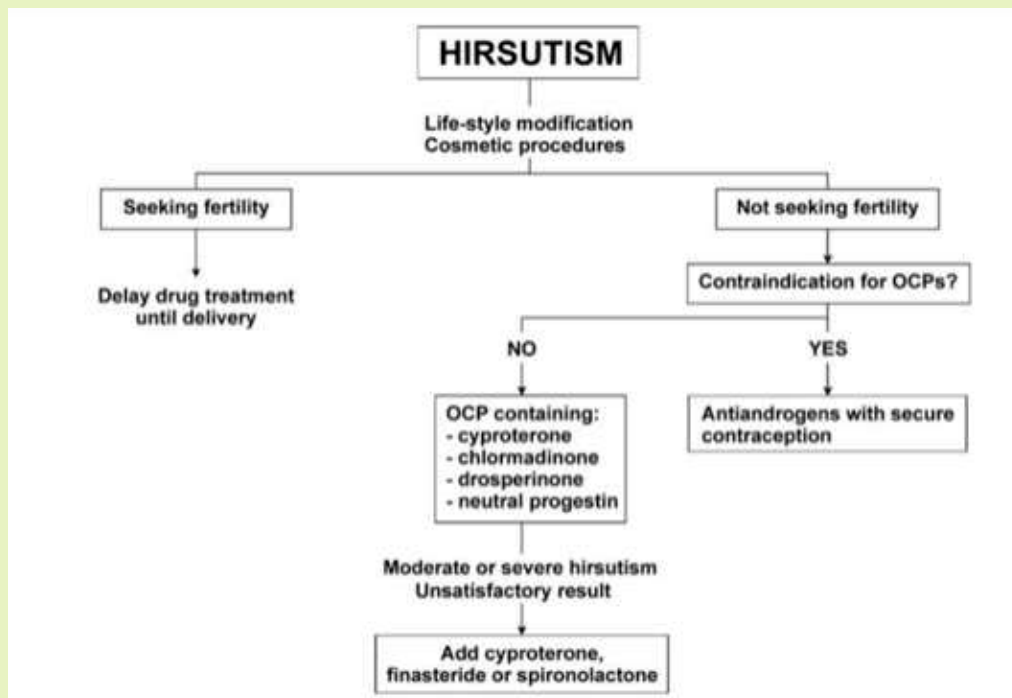 HIRSUTISM
Life-style modification
Cosmetic procedures
Seeking fertility
Not seeking fertility
Delay drug treatment
until delivery
Contraindication for OCPs?
NO
YES
OCP containing:
- cyproterone
- chlormadinone
- drosperinone
- neutral progestin
Antiandrogens with secure
contraception
Moderate or severe hirsutism
Unsatisfactory result
Add cyproterone,
finasteride or spironolactone